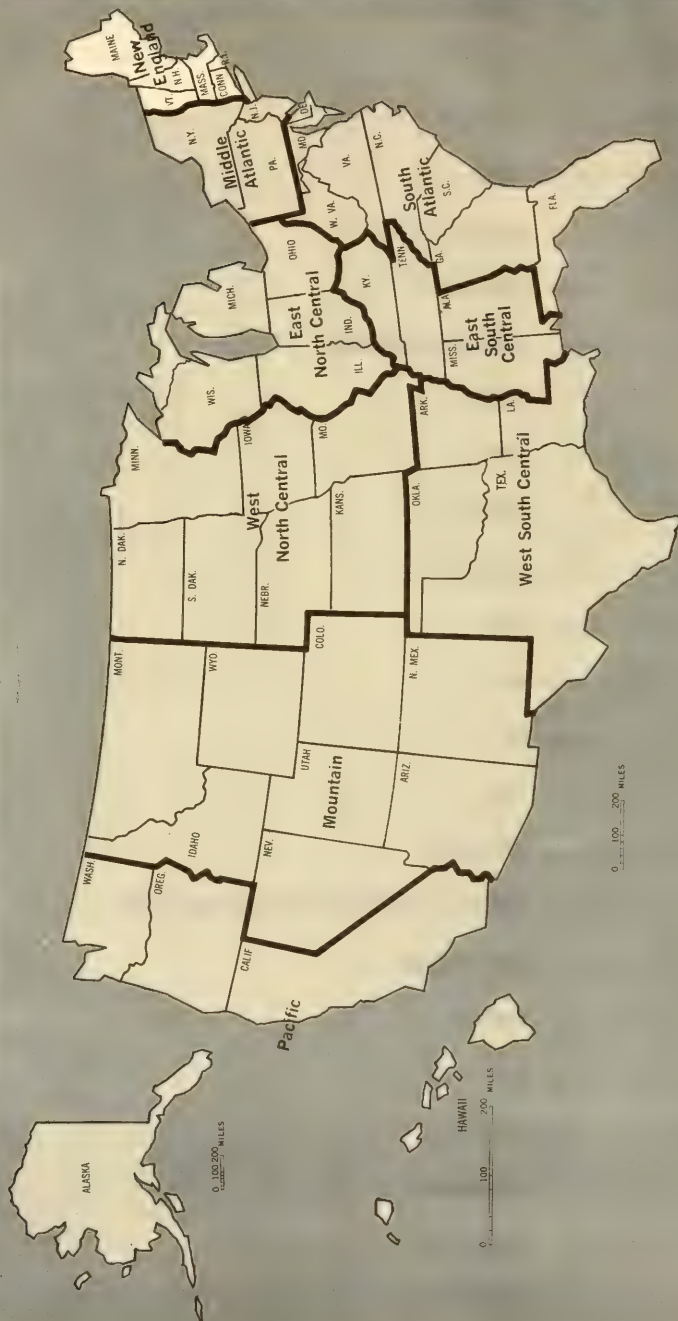 WASH.
OREG.
CALIF
Pacific
MONT.
IDAHO
WYO
NEV.
UTAH
COLO.
Mountain
ARIZ.
N. MEX.
N. DAK.
S. DAK.
MINN.
NEBR.
IOWA
West
North Central
KANS.
MO.
WIS.
MICH.
East
North Central
ILL
IND.
OHIO
OKLA.
ARK.
TEX.
LA.
West South Central
KY.
TENN
MISS.
East
South
Central
W. VA.
VA.
MD
N.C.
South
Atlantic
S.C.
GA.
FLA.
N.Y.
Middle
Atlantic
PA.
N.J.
MAINE
New
England
VT.
N.H.
MASS.
CONN
R.I.
ALASKA
0 100 200 MILES
HAWAII
0 100 200 MILES
0 100 200 MILES